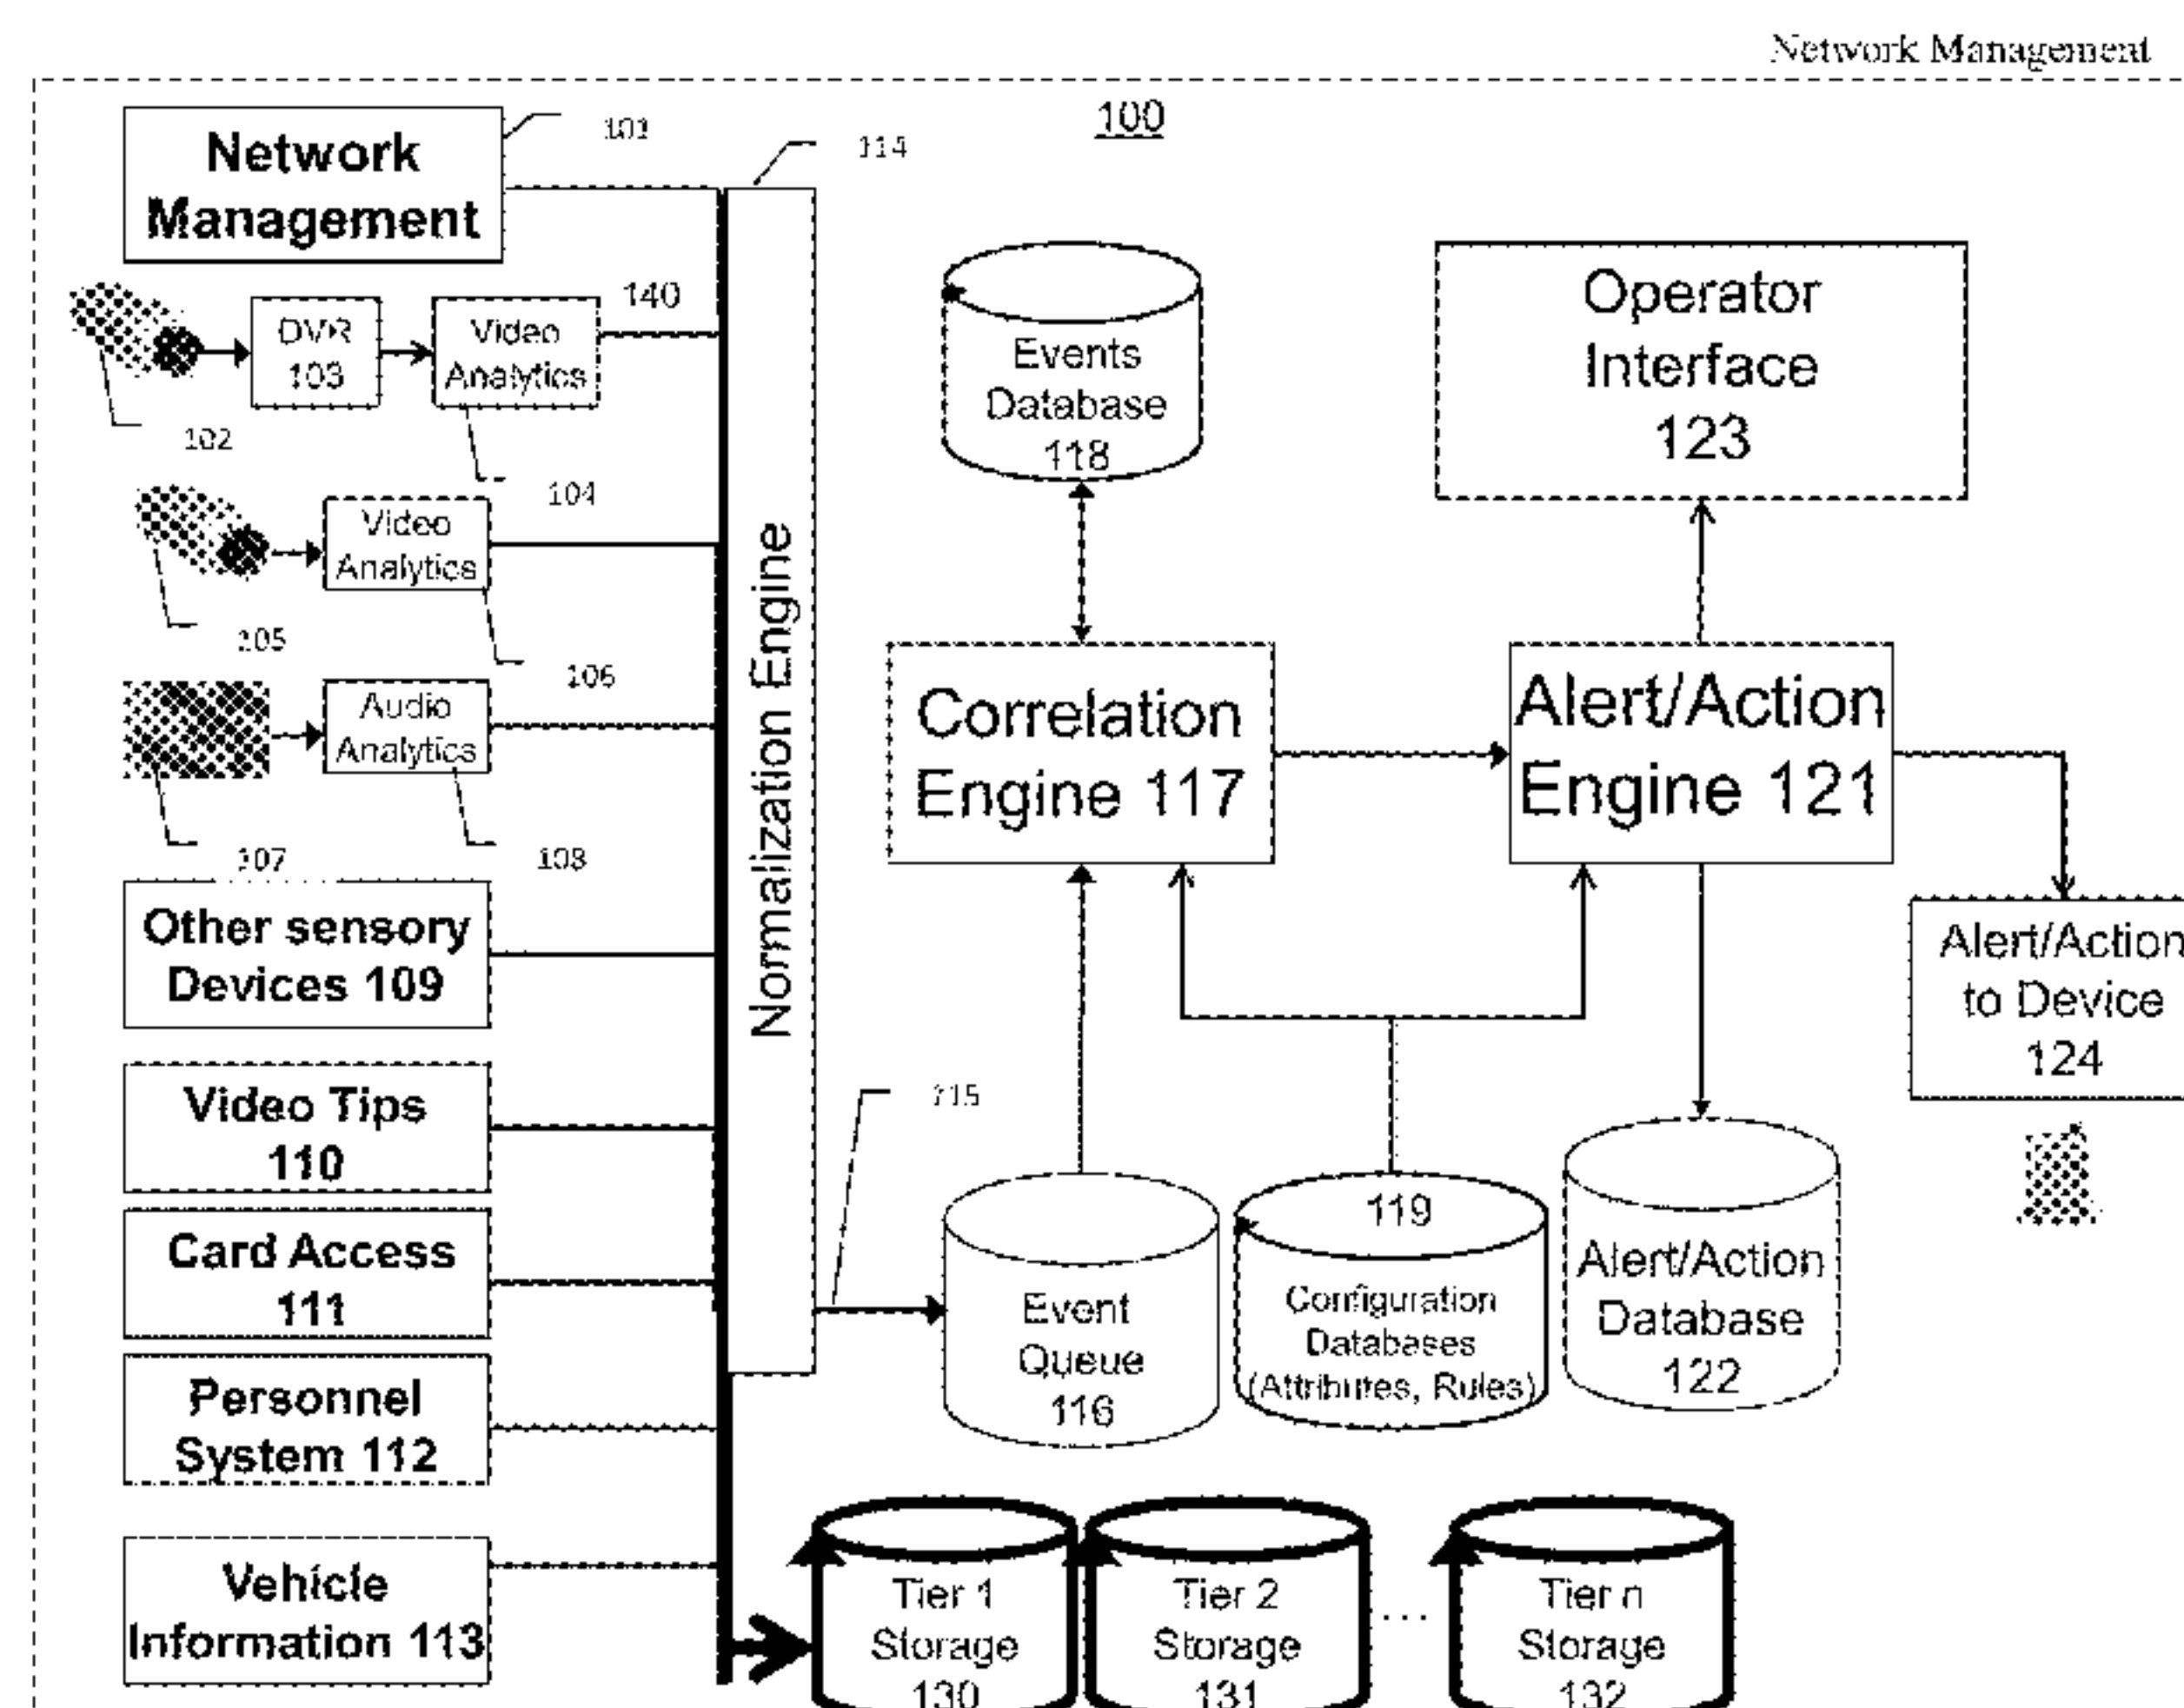 Network Management
100
Network
Management
101
114
140
DVR
103
Video
Analytics
102
104
Video
Analytics
105
106
Audio
Analytics
107
108
Other sensory
Devices 109
Video Tips
110
Card Access
111
Personnel
System 112
Vehicle
Information 113
Normalization Engine
115
Events
Database
118
Operator
Interface
123
Correlation
Engine 117
Alert/Action
Engine 121
Alert/Action
to Device
124
Event
Queue
116
119
Configuration
Databases
(Attributes, Rules)
Alert/Action
Database
122
Tier 1
Storage
130
Tier 2
Storage
131
...
Tier n
Storage
132